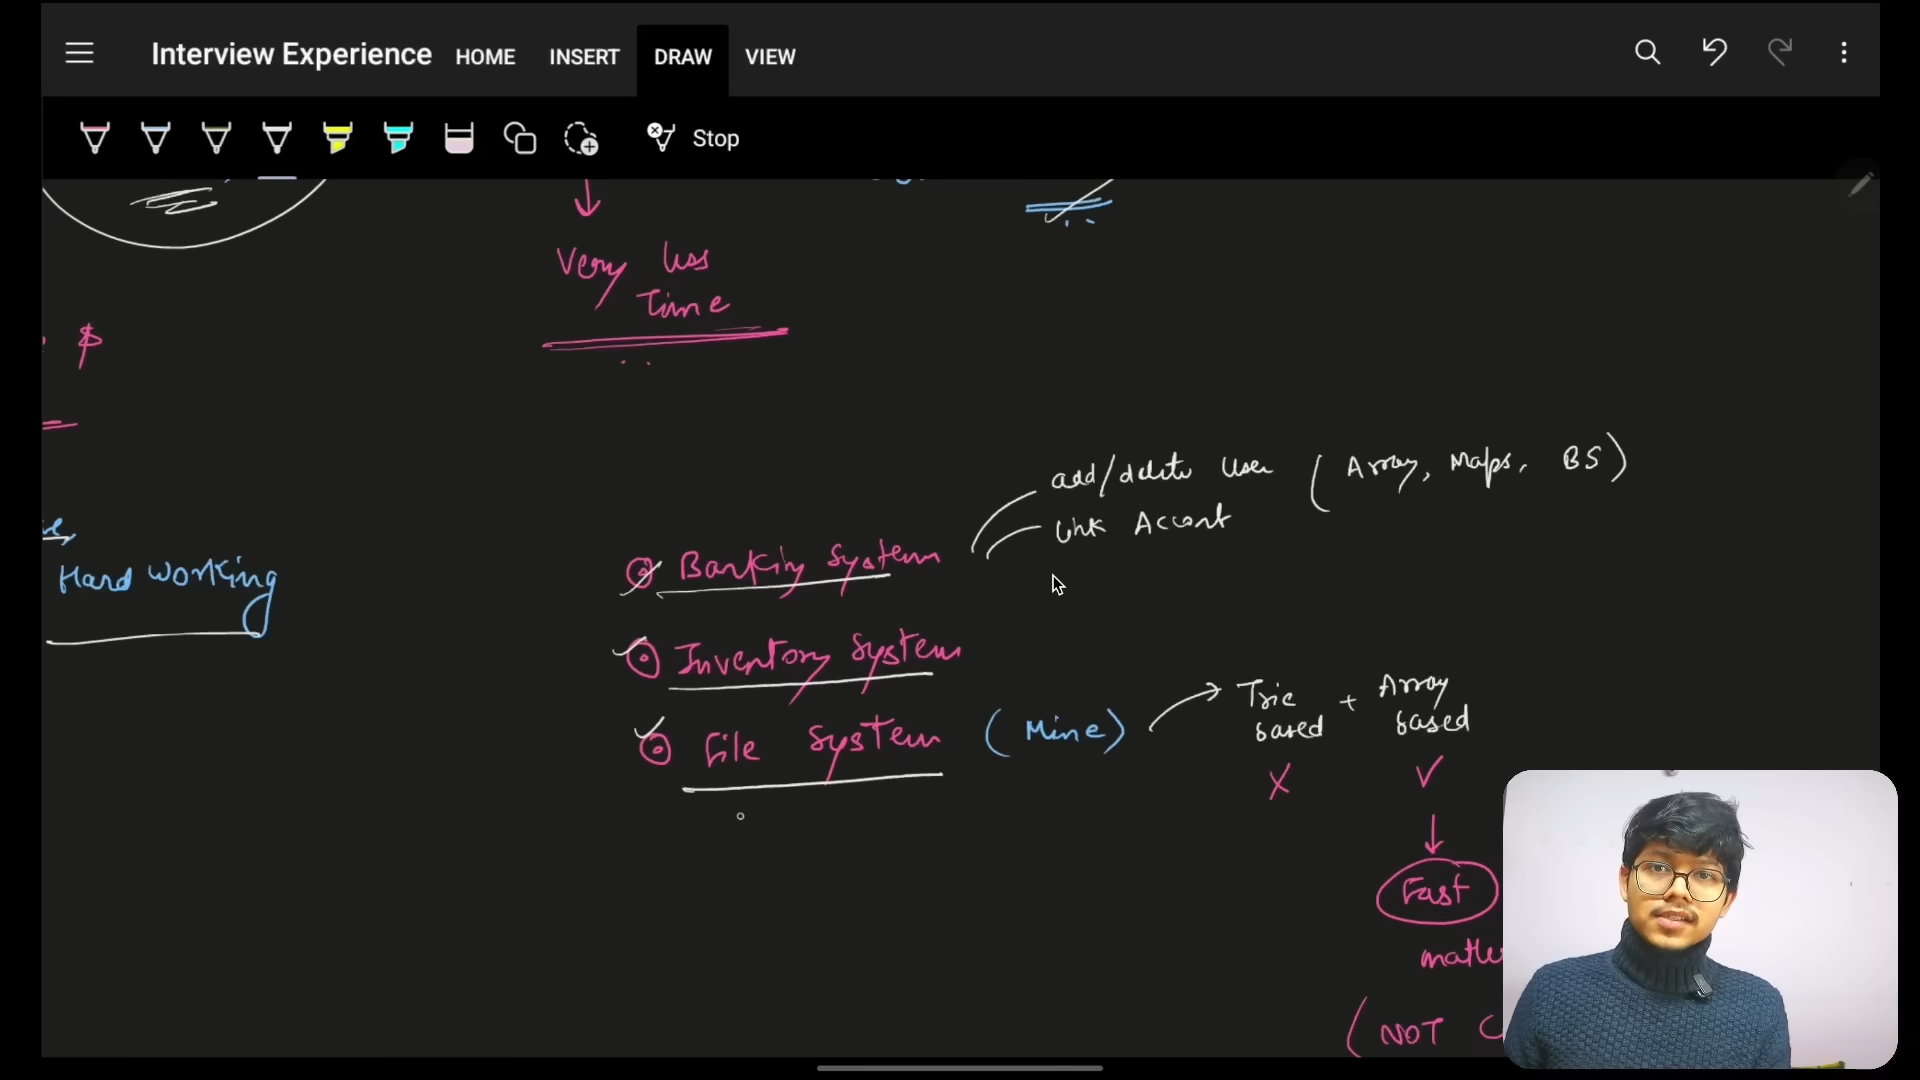 Interview Experience HOME INSERT DRAW VIEW
Stop
Very less
Time
$
add/delete User (Array, Maps, BS)
Account
Hard working
Banking System
Inventory System
File System (Mine)
Trie + Array
based based
X ✓
Fast
(NOT